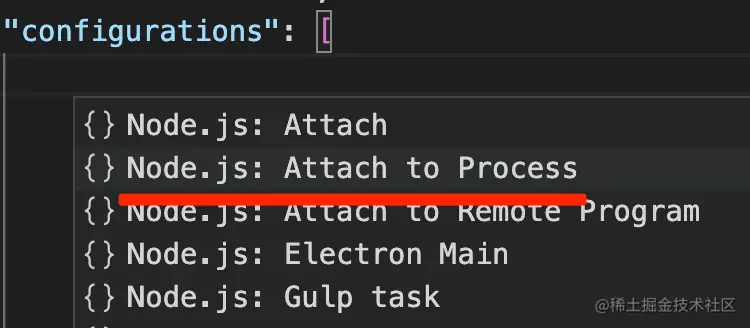 "configurations": [
{} Node.js: Attach
{} Node.js: Attach to Process
{} Node.js: Attach to Remote Program
{} Node.js: Electron Main
{} Node.js: Gulp task
@稀土掘金技术社区